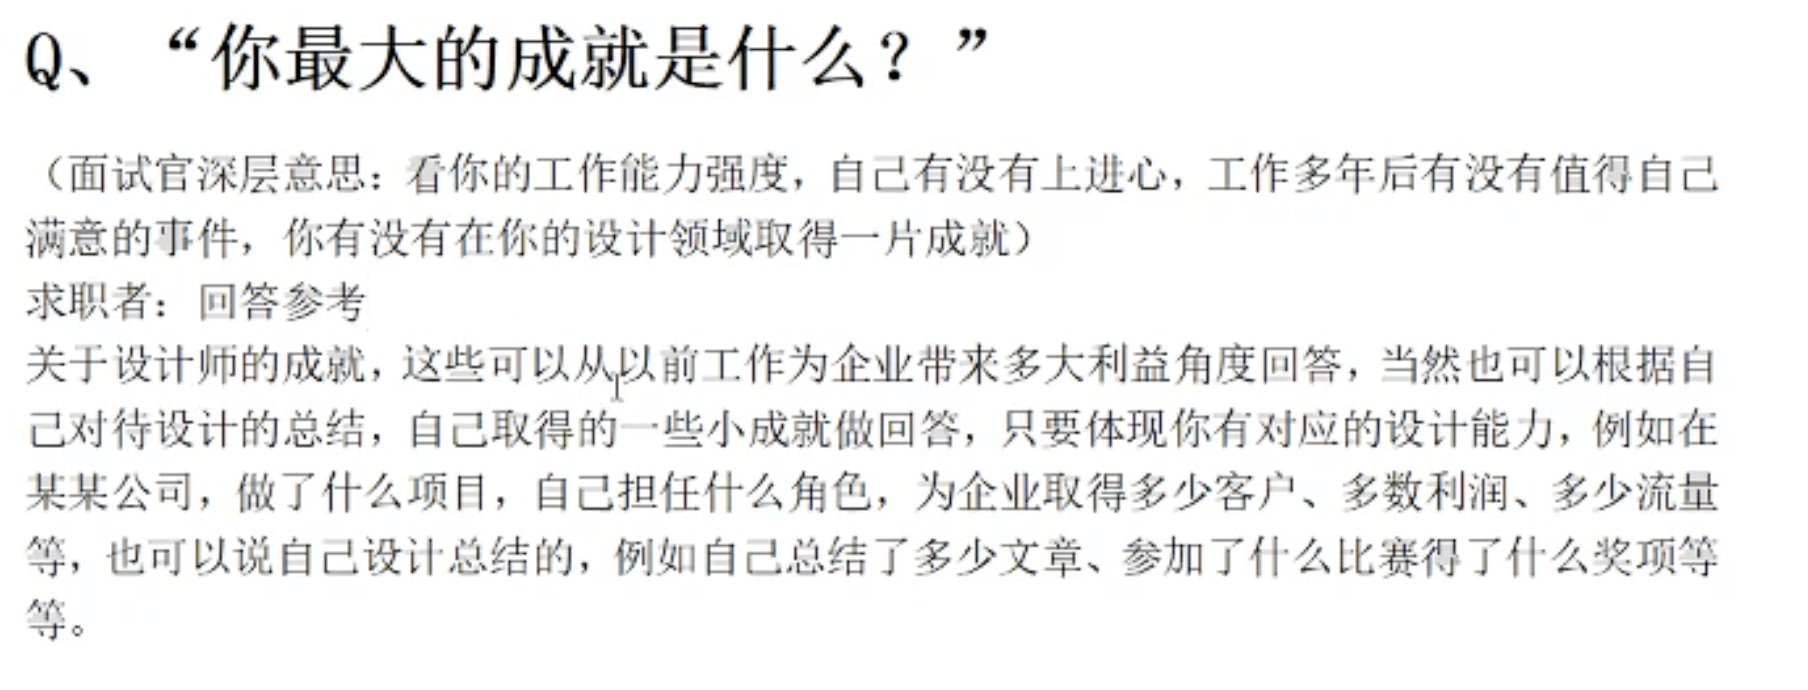 Q、“你最大的成就是什么？”
（面试官深层意思：看你的工作能力强度，自己有没有上进心，工作多年后有没有值得自己
满意的事件，你有没有在你的设计领域取得一片成就）
求职者：回答参考
关于设计师的成就，这些可以从以前工作为企业带来多大利益角度回答，当然也可以根据自
己对待设计的总结，自己取得的一些小成就做回答，只要体现你有对应的设计能力，例如在
某某公司，做了什么项目，自己担任什么角色，为企业取得多少客户、多数利润、多少流量
等，也可以说自己设计总结的，例如自己总结了多少文章、参加了什么比赛得了什么奖项等
等。